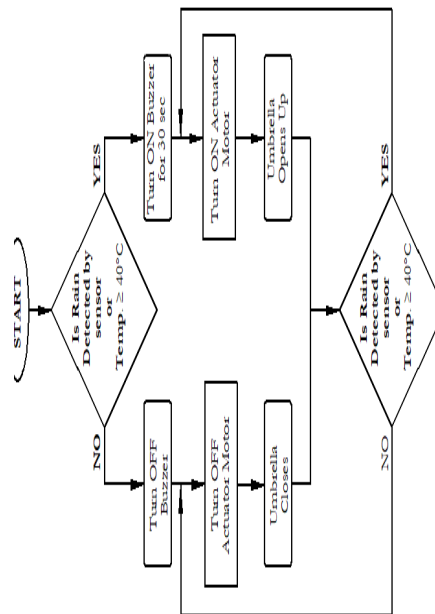 START
Is Rain
Detected by
sensor
or
Temp. ≥ 40°C
NO
YES
Turn OFF
Buzzer
Turn ON Buzzer
for 30 sec
Turn OFF
Actuator Motor
Turn ON Actuator
Motor
Umbrella
Closes
Umbrella
Opens Up
Is Rain
Detected by
sensor
or
Temp. ≥ 40°C
NO
YES